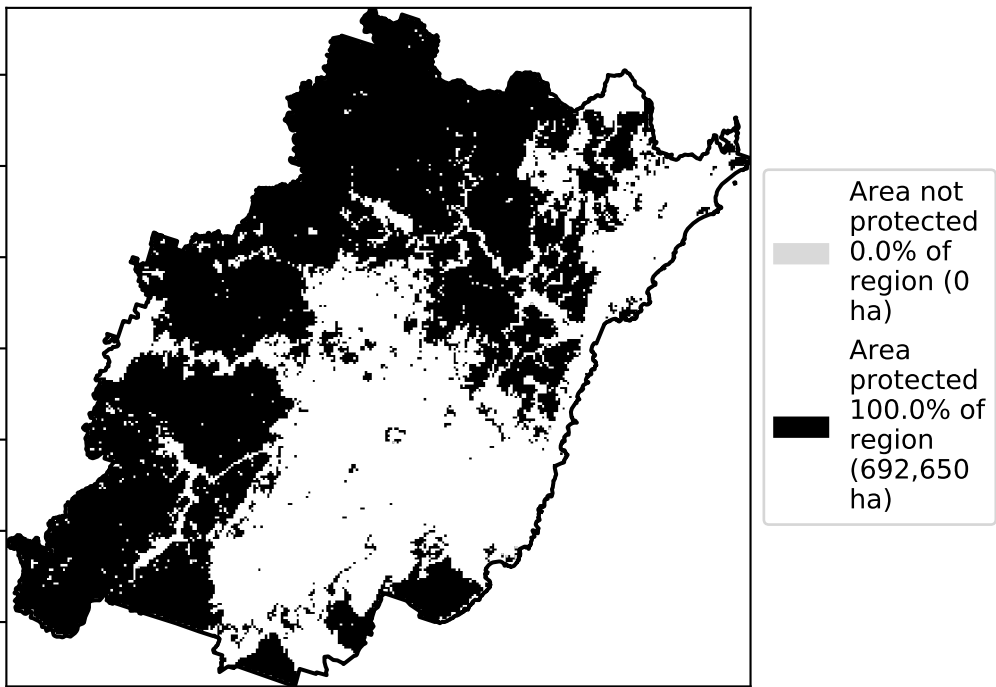 Area not
protected
0.0% of
region (0
ha)
Area
protected
100.0% of
region
(692,650
ha)